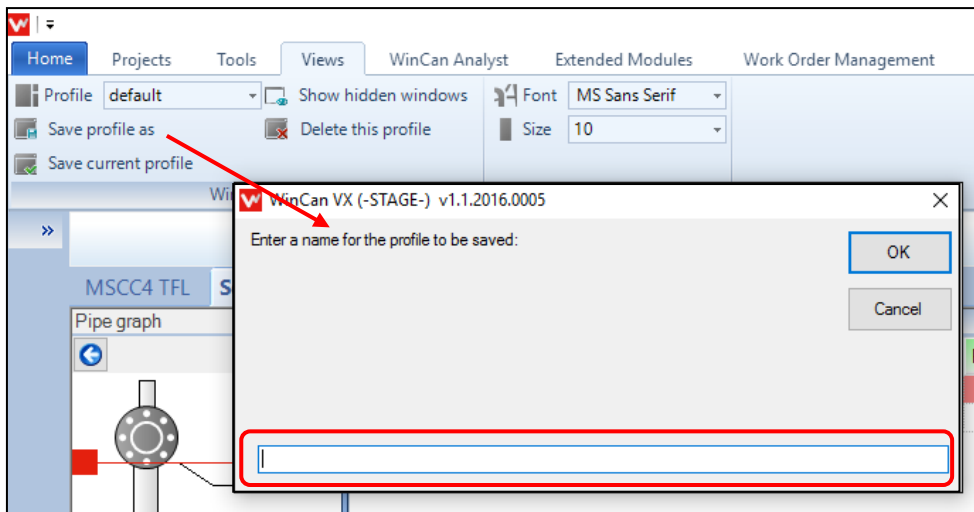 Home Projects Tools Views WinCan Analyst Extended Modules Work Order Management
Profile default Show hidden windows Font MS Sans Serif
Save profile as Delete this profile Size 10
Save current profile
WinCan VX (-STAGE-) v1.1.2016.0005
Enter a name for the profile to be saved:
OK
Cancel
MSCC4 TFL S
Pipe graph